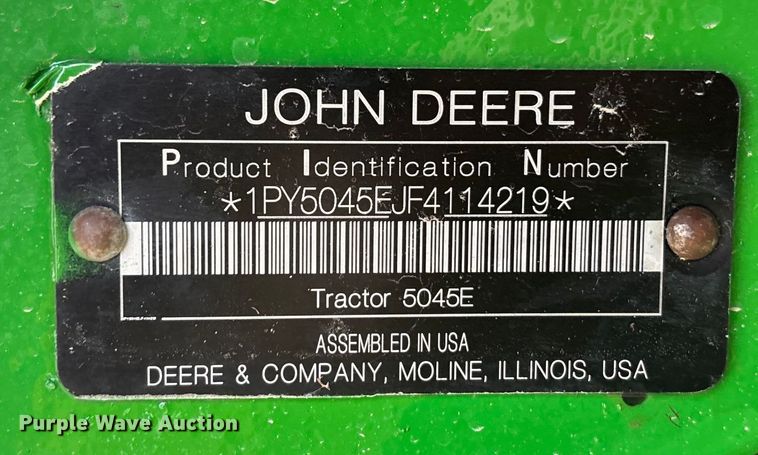 JOHN DEERE
Product Identification Number
*1PY5045EJF4114219*
Tractor 5045E
ASSEMBLED IN USA
DEERE & COMPANY, MOLINE, ILLINOIS, USA
Purple Wave Auction